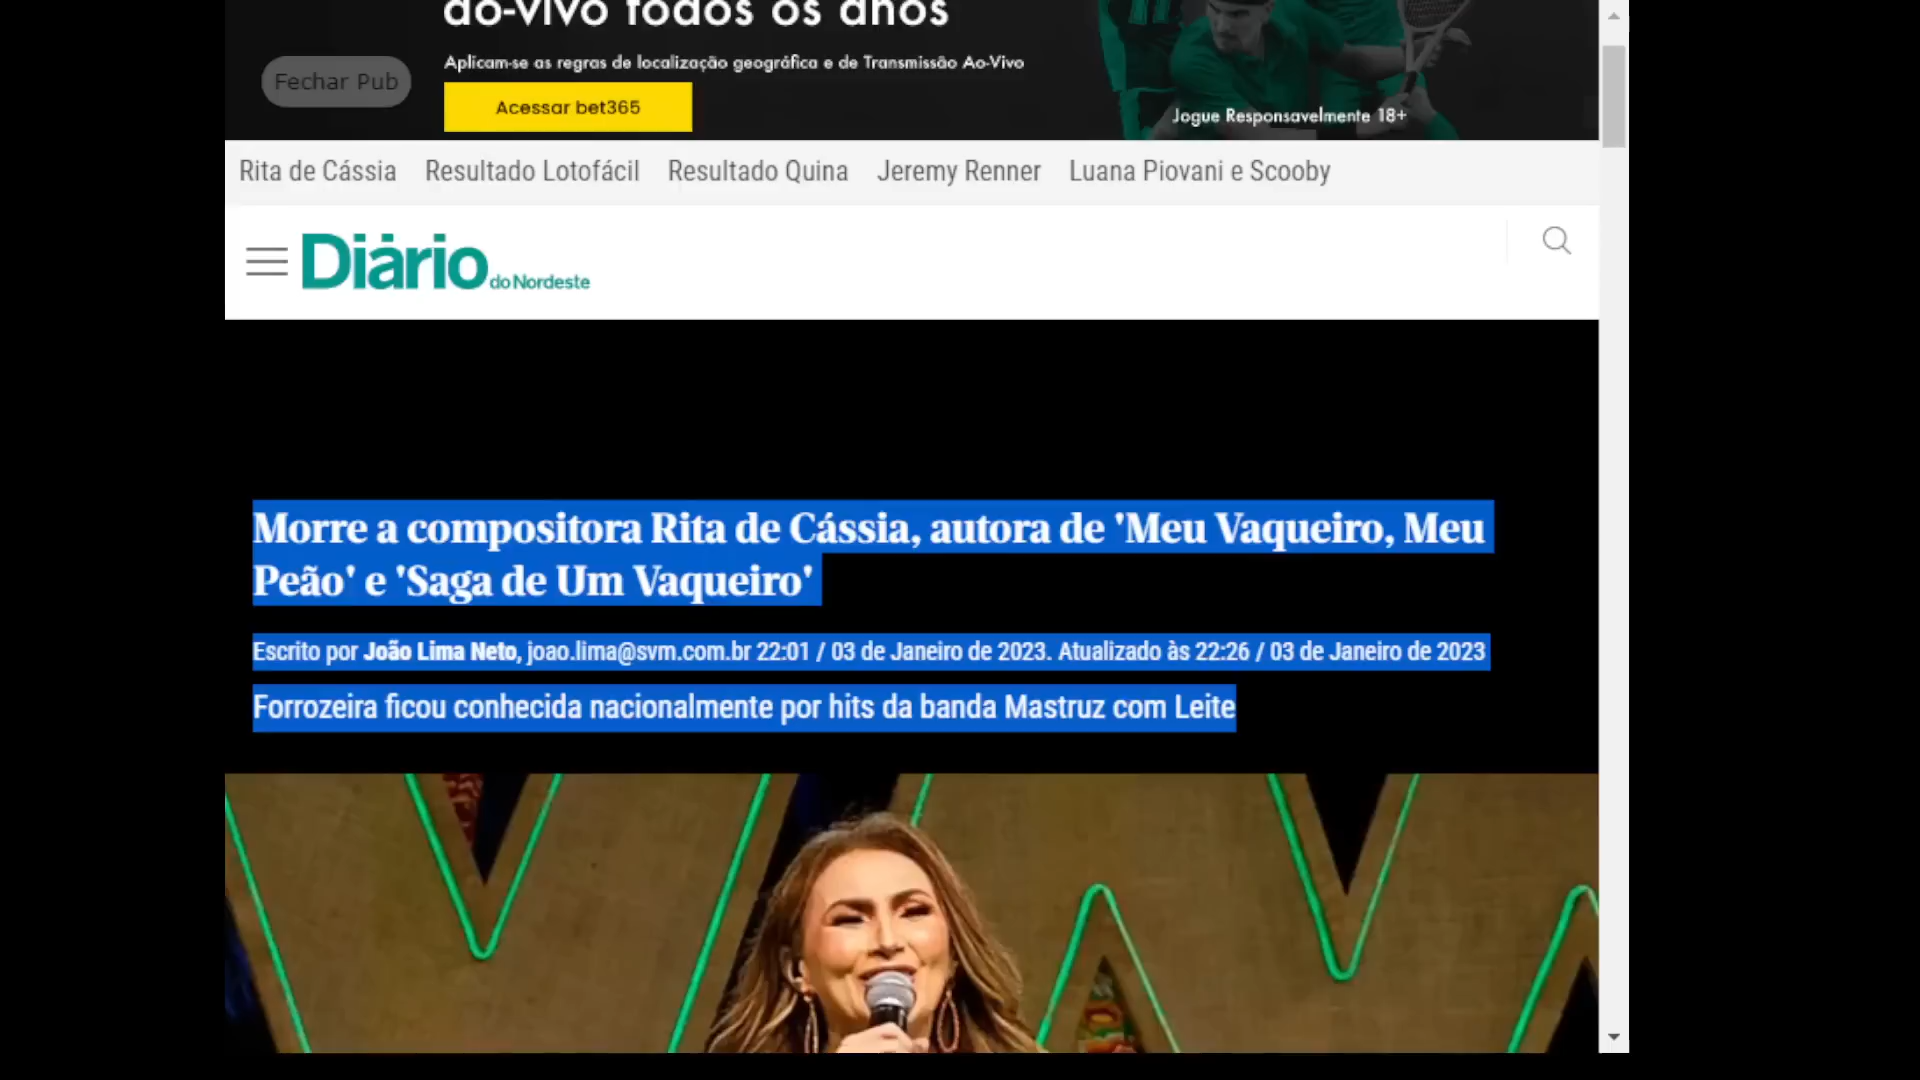 ao-vivo todos os anos
Aplicam-se as regras de localização geográfica e de Transmissão Ao-Vivo
Fechar Pub
Acessar bet365
Jogue Responsavelmente 18+
Rita de Cássia Resultado Lotofácil Resultado Quina Jeremy Renner Luana Piovani e Scooby
Diário do Nordeste
Morre a compositora Rita de Cássia, autora de 'Meu Vaqueiro, Meu
Peão' e 'Saga de Um Vaqueiro'
Escrito por João Lima Neto, joao.lima@svm.com.br 22:01 / 03 de Janeiro de 2023. Atualizado às 22:26 / 03 de Janeiro de 2023
Forrozeira ficou conhecida nacionalmente por hits da banda Mastruz com Leite